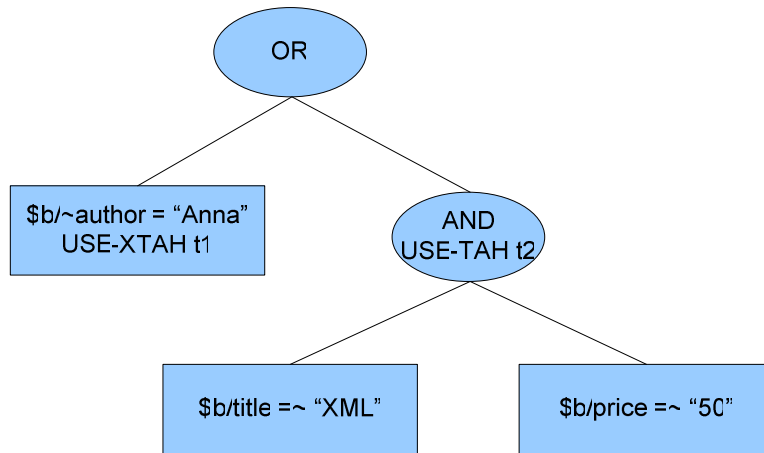 OR
$b/~author = “Anna”
USE-XTAH t1
AND
USE-TAH t2
$b/title =~ “XML”
$b/price =~ “50”